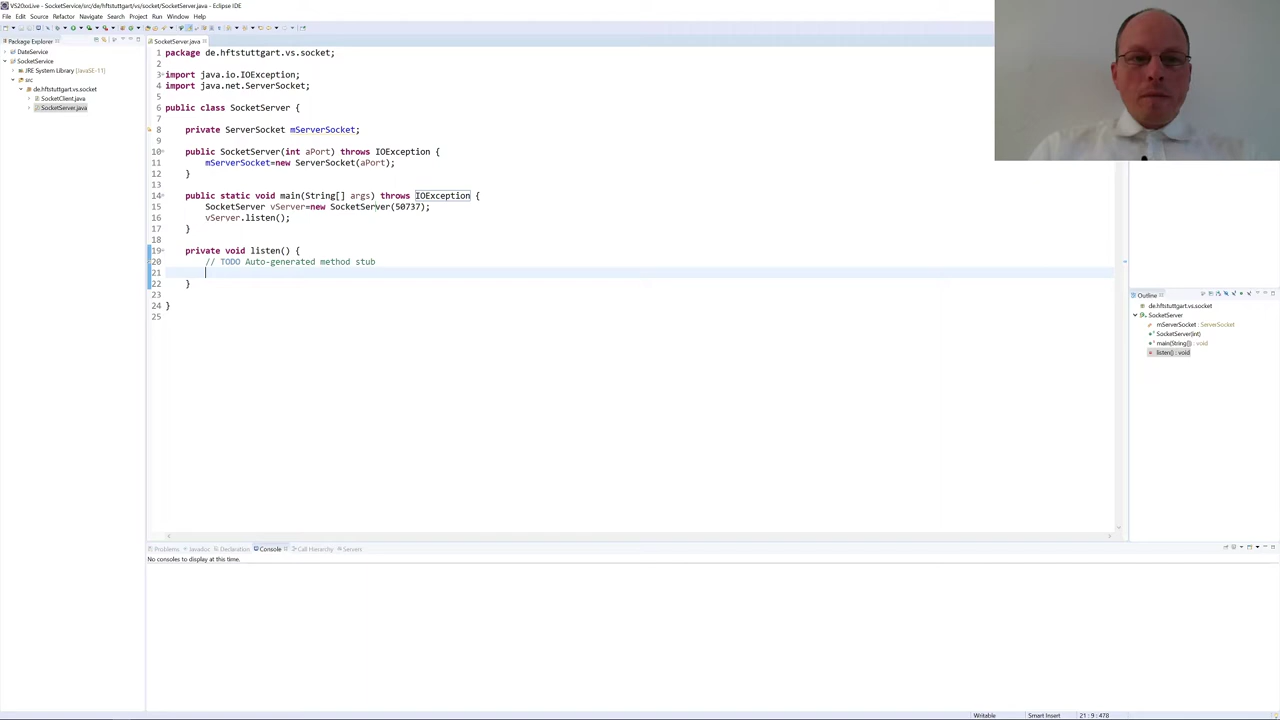 VS20xxLive - SocketService/src/de/hftstuttgart/vs/socket/SocketServer.java - Eclipse IDE
File Edit Source Refactor Navigate Search Project Run Window Help
Package Explorer
DateService
SocketService
JRE System Library [JavaSE-11]
src
de.hftstuttgart.vs.socket
SocketClient.java
SocketServer.java
SocketServer.java
1 package de.hftstuttgart.vs.socket;
2
3 import java.io.IOException;
4 import java.net.ServerSocket;
5
6 public class SocketServer {
7
8 private ServerSocket mServerSocket;
9
10 public SocketServer(int aPort) throws IOException {
11 mServerSocket=new ServerSocket(aPort);
12 }
13
14 public static void main(String[] args) throws IOException {
15 SocketServer vServer=new SocketServer(50737);
16 vServer.listen();
17 }
18
19 private void listen() {
20 // TODO Auto-generated method stub
21
22 }
23
24 }
25
Outline
de.hftstuttgart.vs.socket
SocketServer
mServerSocket : ServerSocket
SocketServer(int)
main(String[]) : void
listen() : void
Problems Javadoc Declaration Console Call Hierarchy Servers
No consoles to display at this time.
Writable Smart Insert 21 : 9 : 478